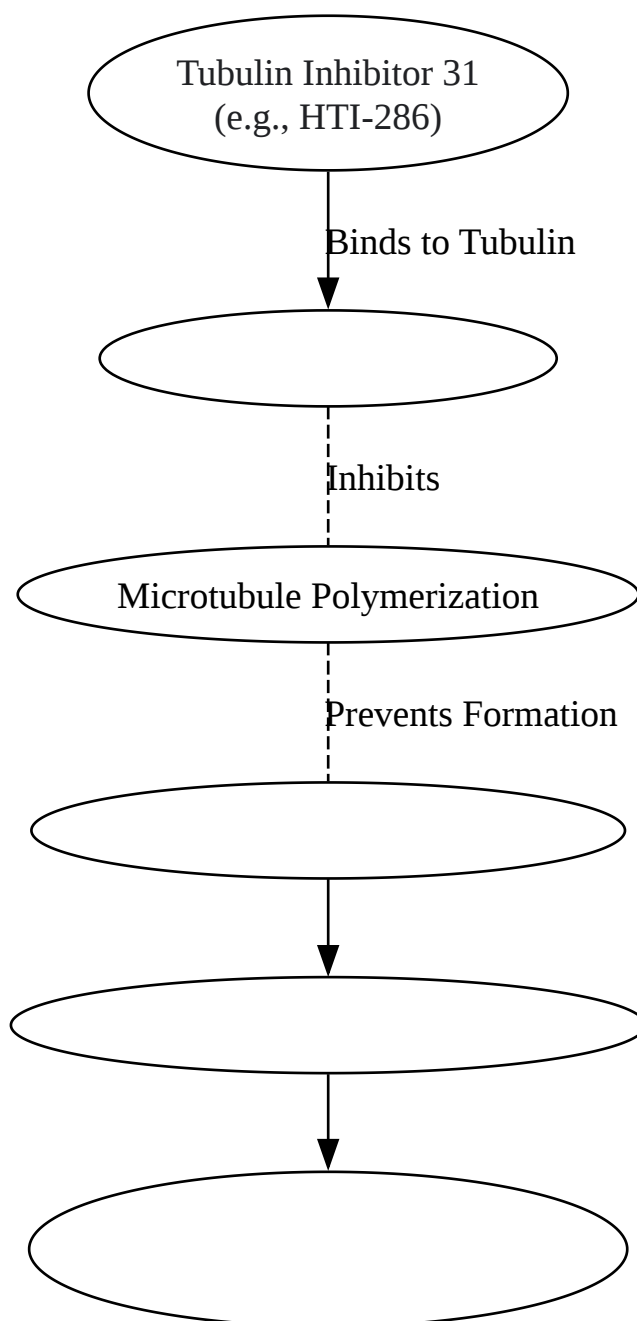 Tubulin Inhibitor 31
(e.g., HTI-286)
Binds to Tubulin
Inhibits
Microtubule Polymerization
Prevents Formation